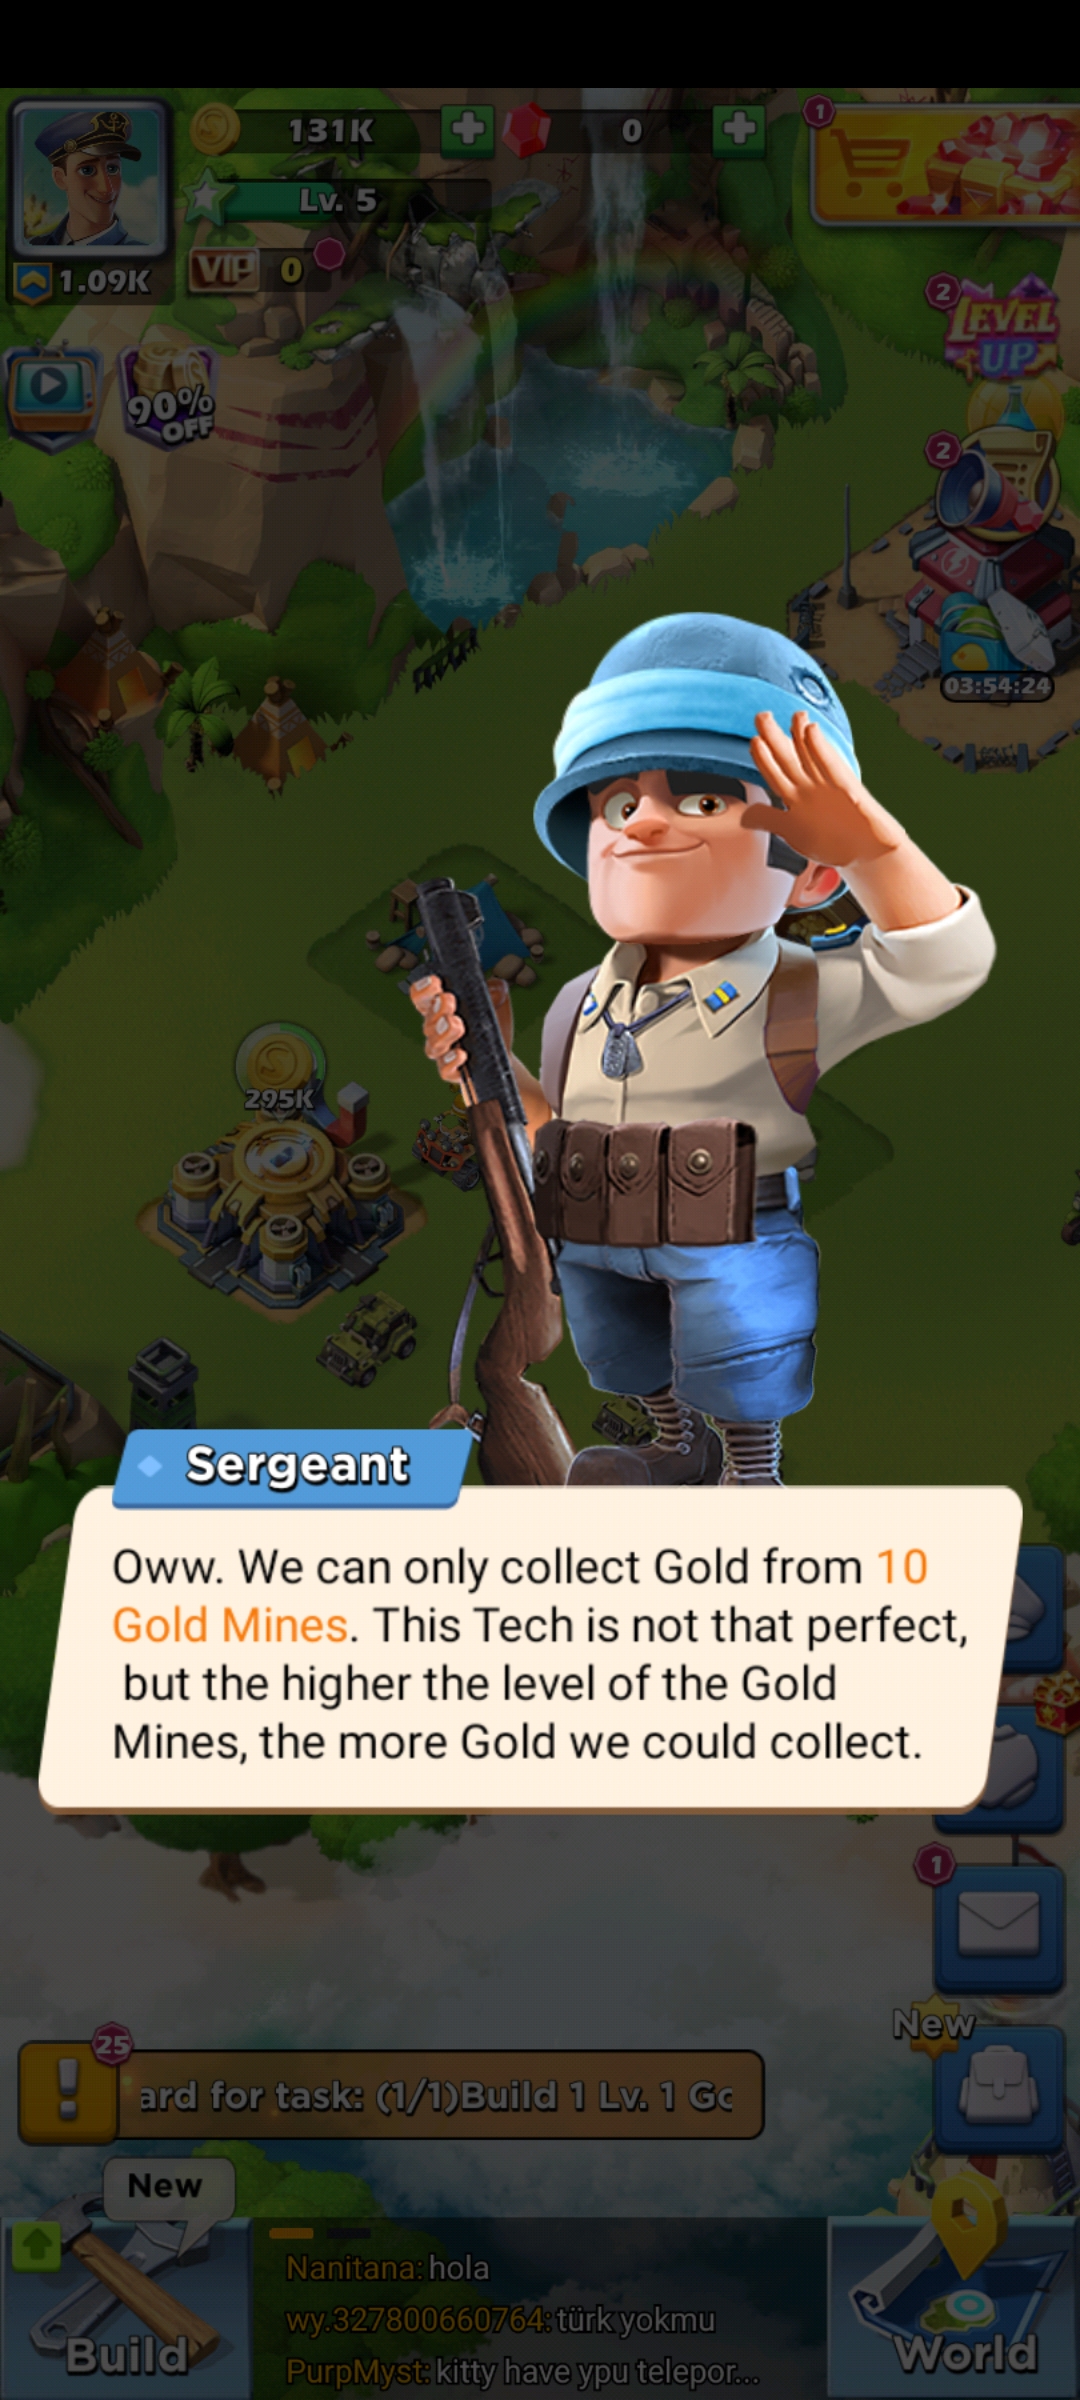 131K
0
1
Lv. 5
VIP 0
1.09K
2
LEVEL
UP
90%
OFF
2
03:54:24
295K
Sergeant
Oww. We can only collect Gold from 10
Gold Mines. This Tech is not that perfect,
but the higher the level of the Gold
Mines, the more Gold we could collect.
1
New
25
ard for task: (1/1)Build 1 Lv. 1 Go
New
Nanitana: hola
wy.327800660764: türk yokmu
PurpMyst: kitty have ypu telepor...
Build
World